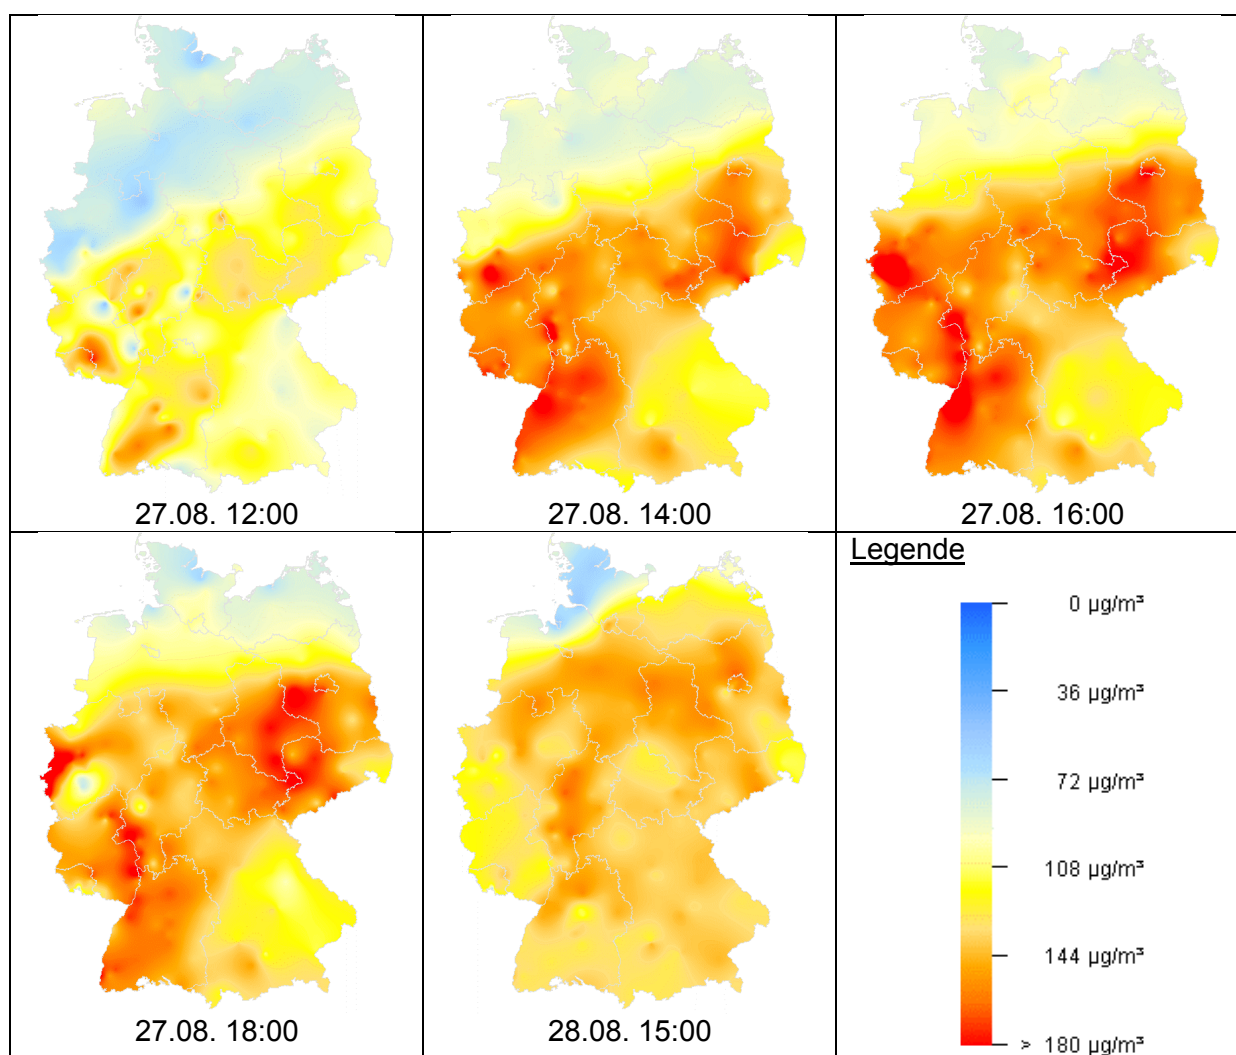 27.08. 12:00
27.08. 14:00
27.08. 16:00
27.08. 18:00
28.08. 15:00
Legende
0 µg/m³
36 µg/m³
72 µg/m³
108 µg/m³
144 µg/m³
> 180 µg/m³